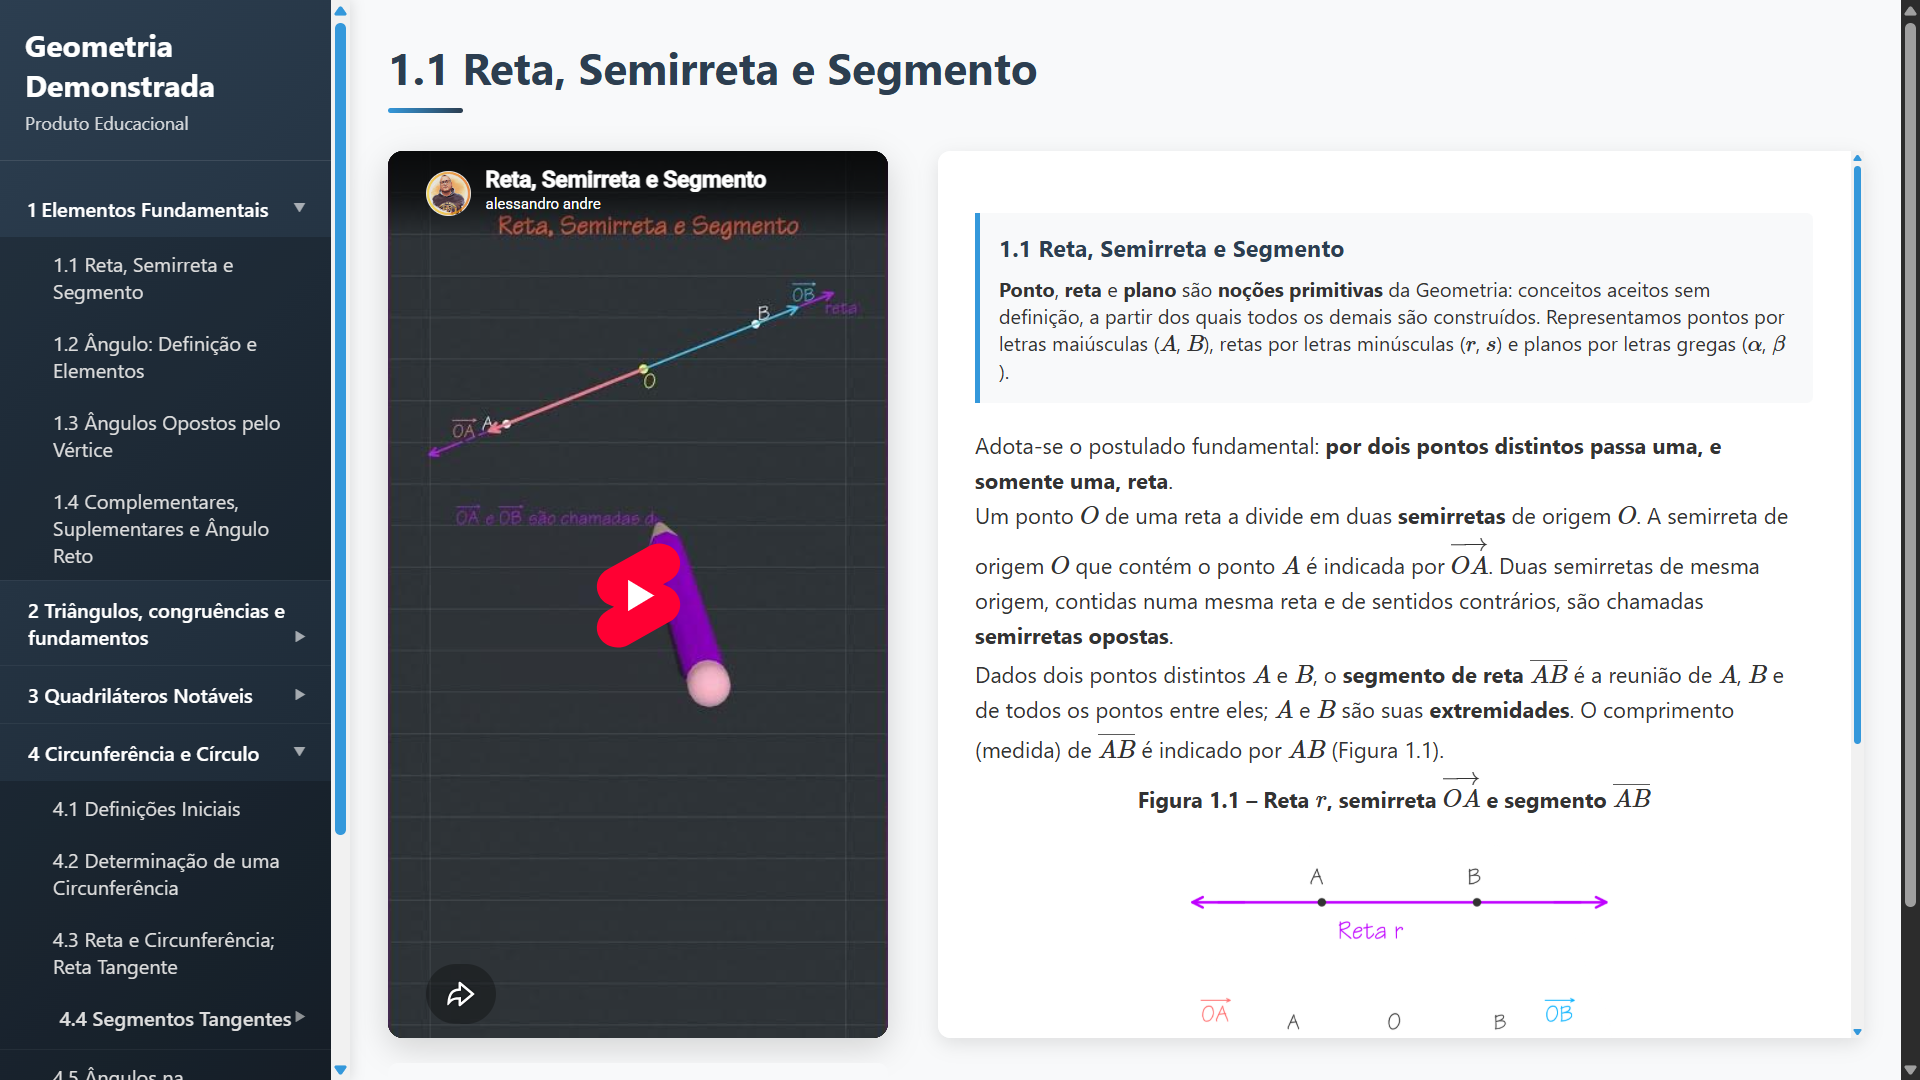 Geometria
Demonstrada
Produto Educacional
1 Elementos Fundamentais
1.1 Reta, Semirreta e
Segmento
1.2 Ângulo: Definição e
Elementos
1.3 Ângulos Opostos pelo
Vértice
1.4 Complementares,
Suplementares e Ângulo
Reto
2 Triângulos, congruências e
fundamentos
3 Quadriláteros Notáveis
4 Circunferência e Círculo
4.1 Definições Iniciais
4.2 Determinação de uma
Circunferência
4.3 Reta e Circunferência;
Reta Tangente
4.4 Segmentos Tangentes
4.5 Ângulos na
1.1 Reta, Semirreta e Segmento
Reta, Semirreta e Segmento
alessandro andre
Reta, Semirreta e Segmento
OB
reta
B
O
A
OA
OA e OB são chamadas d
1.1 Reta, Semirreta e Segmento
Ponto, reta e plano são noções primitivas da Geometria: conceitos aceitos sem
definição, a partir dos quais todos os demais são construídos. Representamos pontos por
letras maiúsculas (A, B), retas por letras minúsculas (r, s) e planos por letras gregas (α, β
).
Adota-se o postulado fundamental: por dois pontos distintos passa uma, e
somente uma, reta.
Um ponto O de uma reta a divide em duas semirretas de origem O. A semirreta de
origem O que contém o ponto A é indicada por OA. Duas semirretas de mesma
origem, contidas numa mesma reta e de sentidos contrários, são chamadas
semirretas opostas.
Dados dois pontos distintos A e B, o segmento de reta AB é a reunião de A, B e
de todos os pontos entre eles; A e B são suas extremidades. O comprimento
(medida) de AB é indicado por AB (Figura 1.1).
Figura 1.1 – Reta r, semirreta OA e segmento AB
A B
Reta r
OA A O B OB